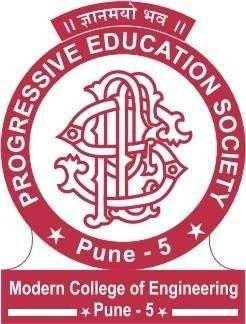 ॥ ज्ञानमयो भव ॥
PROGRESSIVE EDUCATION SOCIETY
Pune - 5
Modern College of Engineering
Pune - 5